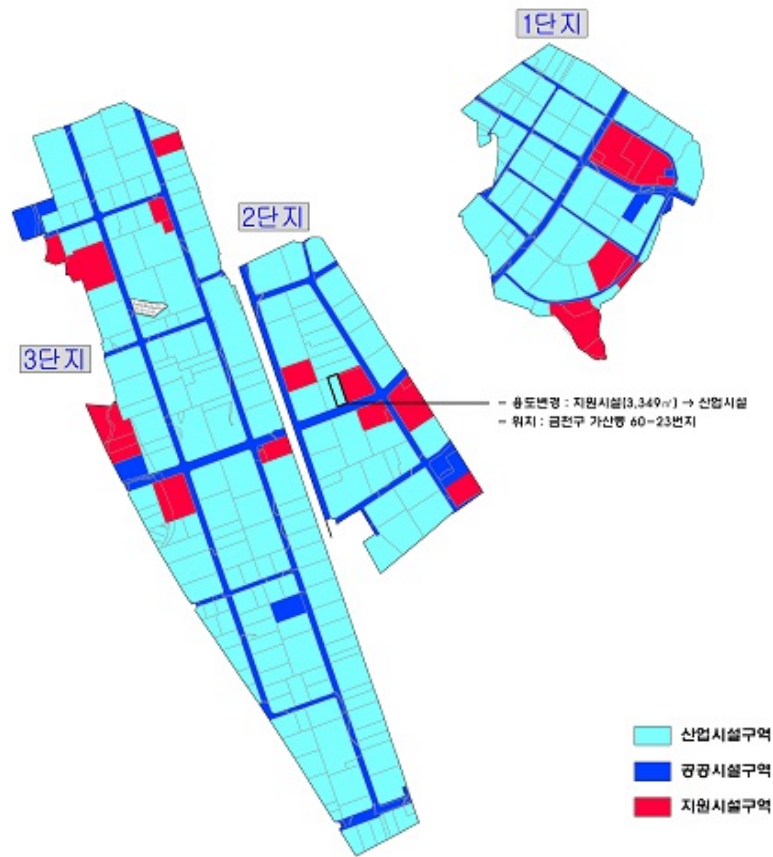 1단지
2단지
3단지
- 용도변경 : 지원시설(3,349㎡) → 산업시설
- 위치 : 금천구 가산동 60-23번지
산업시설구역
공공시설구역
지원시설구역